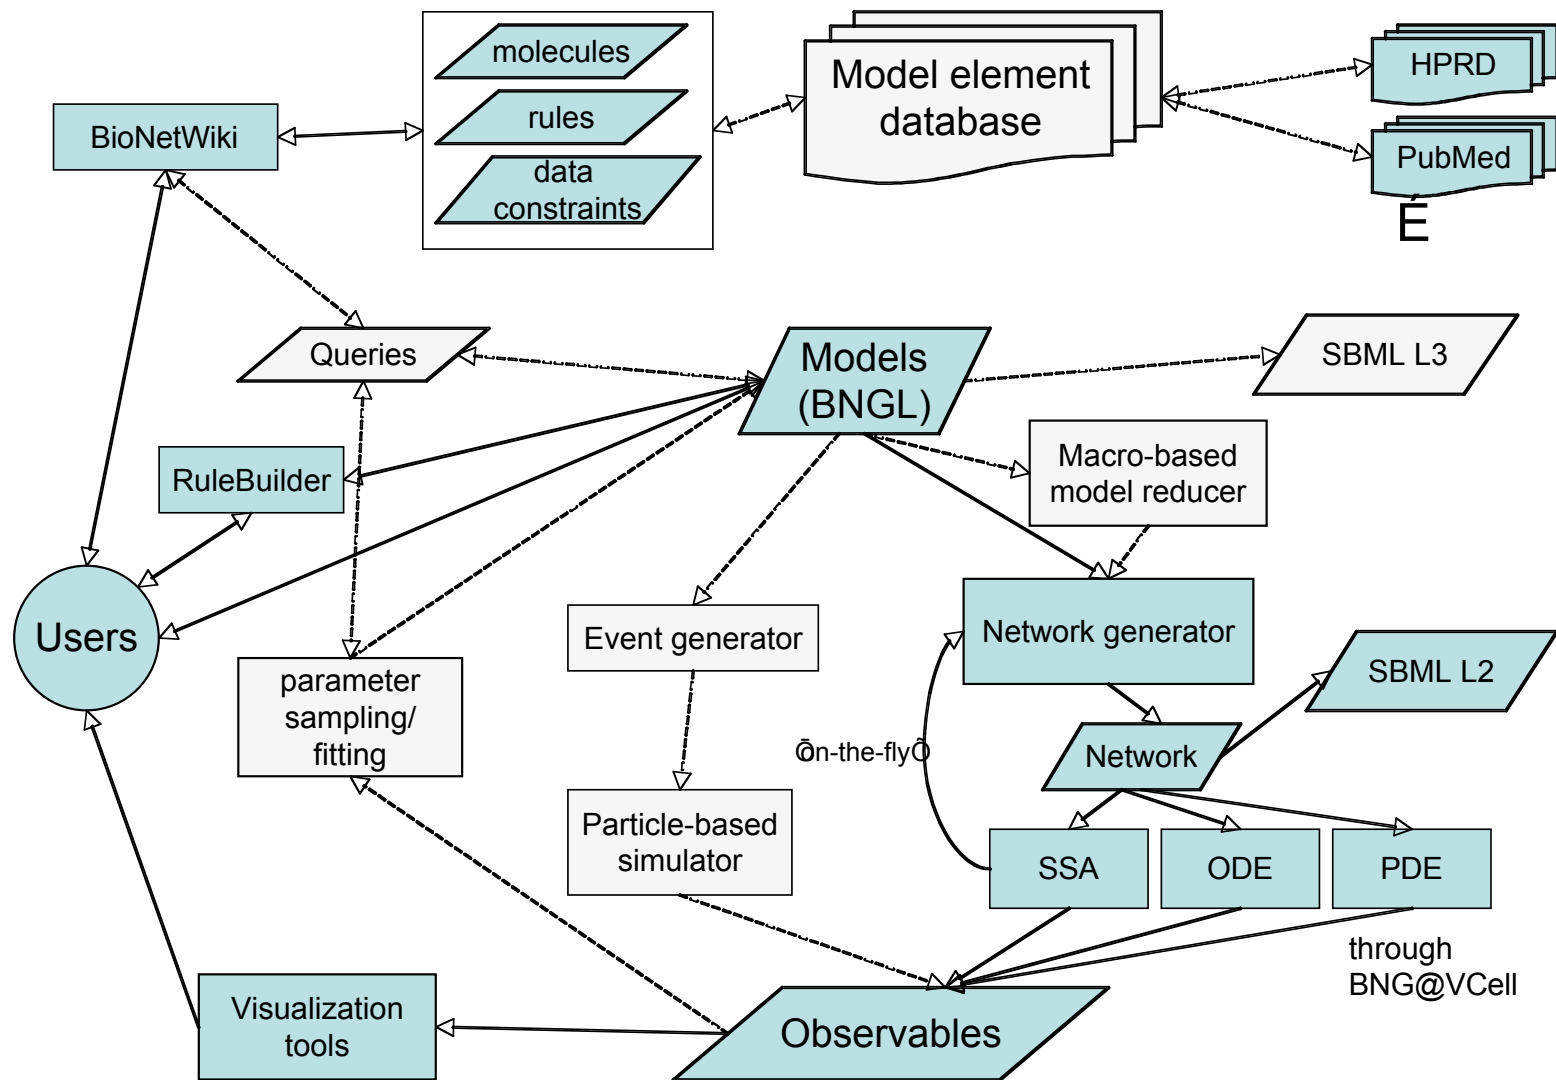 molecules
rules
data
constraints
Model element
database
HPRD
PubMed
É
BioNetWiki
Queries
Models
(BNGL)
SBML L3
RuleBuilder
Macro-based
model reducer
Users
Event generator
Network generator
SBML L2
parameter
sampling/
fitting
Õon-the-flyÕ
Network
Particle-based
simulator
SSA
ODE
PDE
through
BNG@VCell
Visualization
tools
Observables